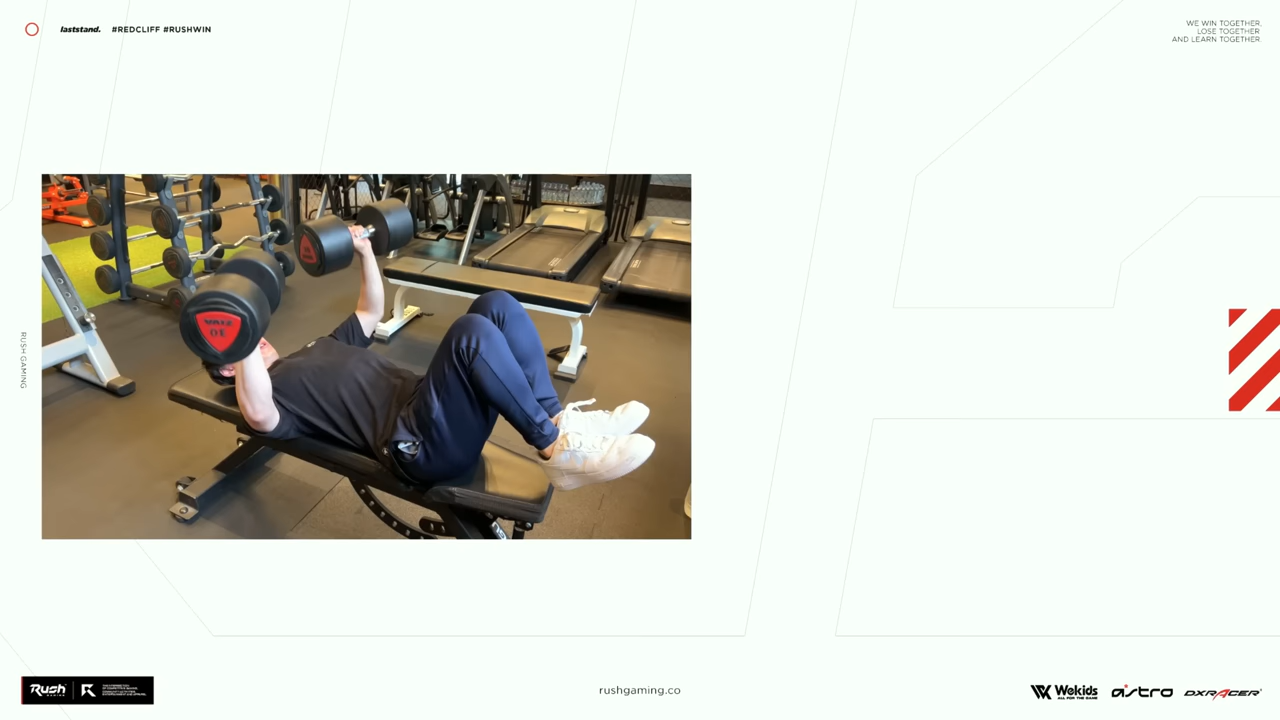 laststand. #REDCLIFF #RUSHWIN
WE WIN TOGETHER,
LOSE TOGETHER
AND LEARN TOGETHER.
RUSH GAMING
Rush
GAMING
rushgaming.co
Wekids
ALL FOR THE GAME
astro
DXRACER